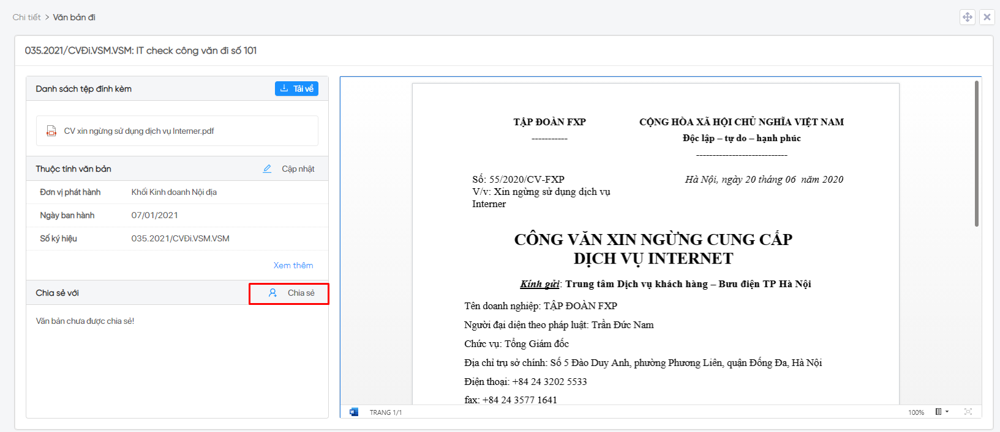 Chi tiết > Văn bản đi
035.2021/CVĐi.VSM.VSM: IT check công văn đi số 101
Danh sách tệp đính kèm
Tải về
CV xin ngừng sử dụng dịch vụ Internet.pdf
Thuộc tính văn bản
Cập nhật
Đơn vị phát hành Khối Kinh doanh Nội địa
Ngày ban hành 07/01/2021
Số ký hiệu 035.2021/CVĐi.VSM.VSM
Xem thêm
Chia sẻ với
Chia sẻ
Văn bản chưa được chia sẻ!
TẬP ĐOÀN FXP
-----------
CỘNG HÒA XÃ HỘI CHỦ NGHĨA VIỆT NAM
Độc lập – tự do – hạnh phúc
----------------------------
Số: 55/2020/CV-FXP
V/v: Xin ngừng sử dụng dịch vụ
Internet
Hà Nội, ngày 20 tháng 06 năm 2020
CÔNG VĂN XIN NGỪNG CUNG CẤP
DỊCH VỤ INTERNET
Kính gửi: Trung tâm Dịch vụ khách hàng – Bưu điện TP Hà Nội
Tên doanh nghiệp: TẬP ĐOÀN FXP
Người đại diện theo pháp luật: Trần Đức Nam
Chức vụ: Tổng Giám đốc
Địa chỉ trụ sở chính: Số 5 Đào Duy Anh, phường Phương Liên, quận Đống Đa, Hà Nội
Điện thoại: +84 24 3202 5533
fax: +84 24 3577 1641
TRANG 1/1
100%